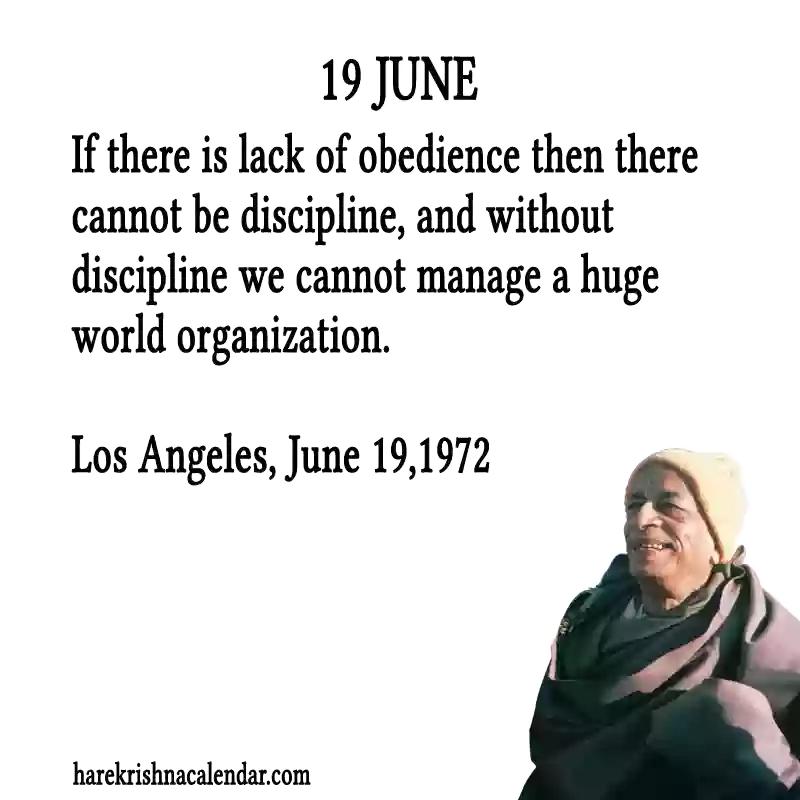 19 JUNE
If there is lack of obedience then there
cannot be discipline, and without
discipline we cannot manage a huge
world organization.
Los Angeles, June 19,1972
harekrishnacalendar.com